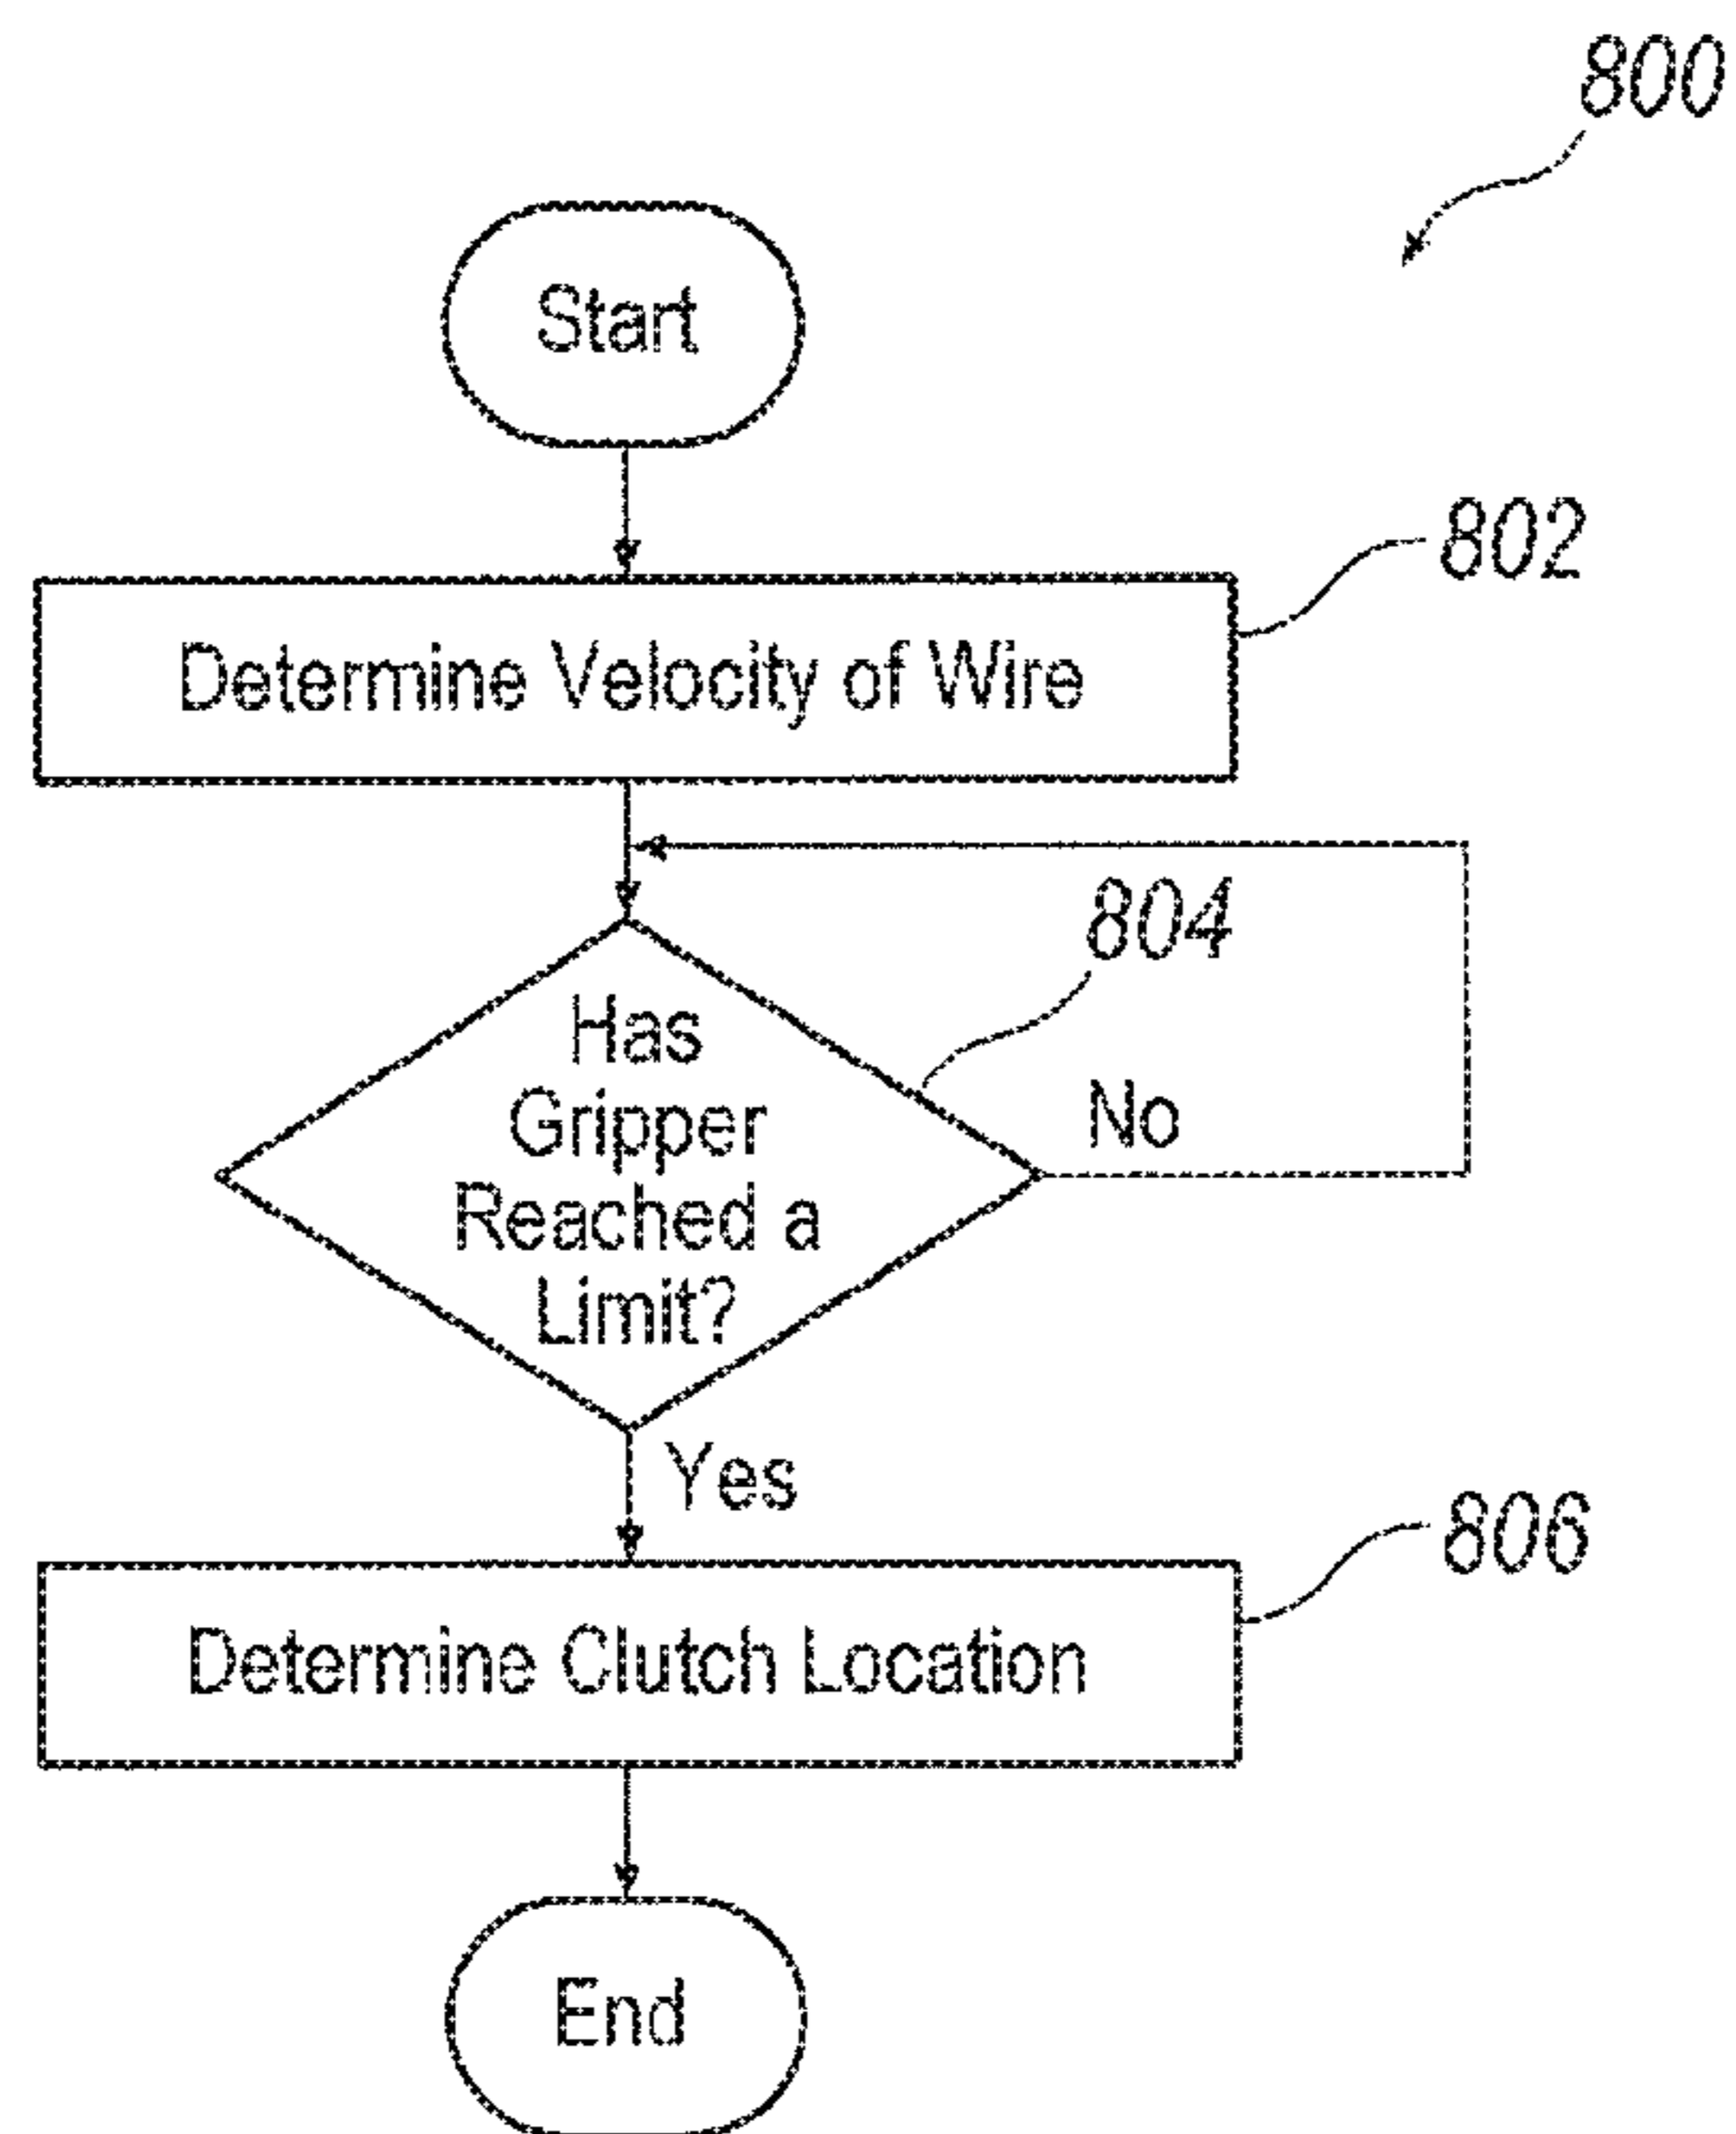 800
Start
802
Determine Velocity of Wire
804
Has
Gripper
Reached a
Limit?
No
Yes
806
Determine Clutch Location
End